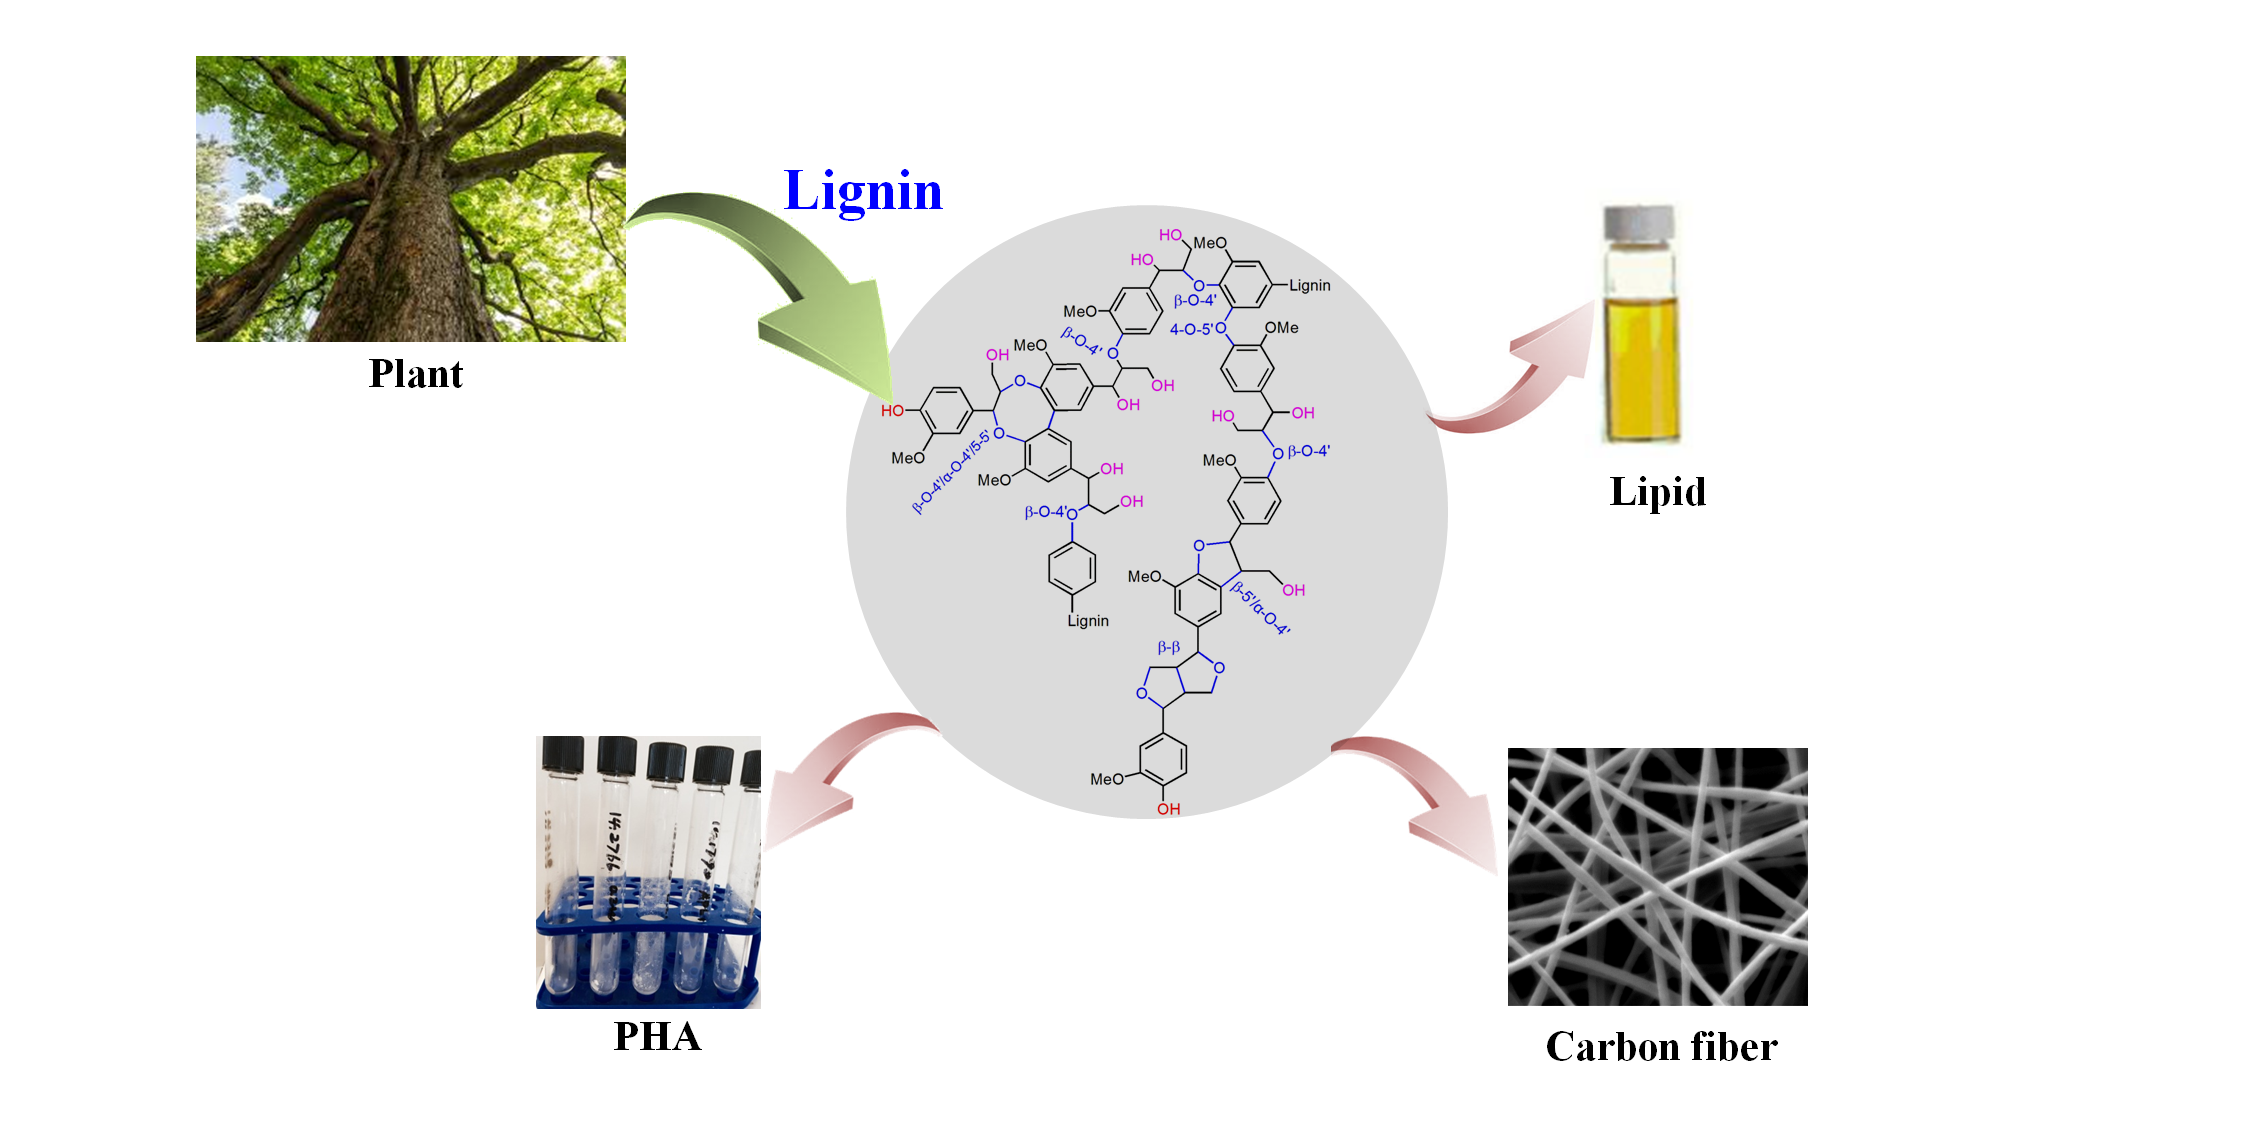 Plant
Lignin
HO
MeO
HO
β-O-4'
Lignin
MeO
β-O-4'
4-O-5'
OMe
OH
MeO
OH
OH
HO
MeO
β-O-4'/α-O-4'/5-5'
MeO
OH
OH
β-O-4'
Lignin
HO
OH
β-O-4'
MeO
MeO
OH
β-5'/α-O-4'
β-β
MeO
OH
Lipid
14.2766
PHA
Carbon fiber